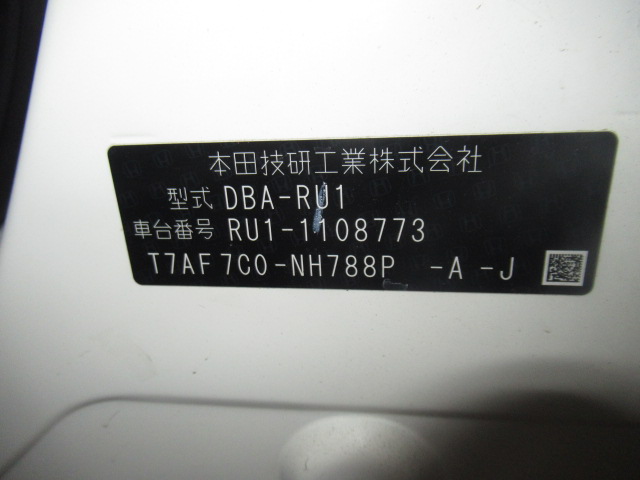 本田技研工業株式会社
型式 DBA-RU1
車台番号 RU1-1108773
T7AF7C0-NH788P -A-J